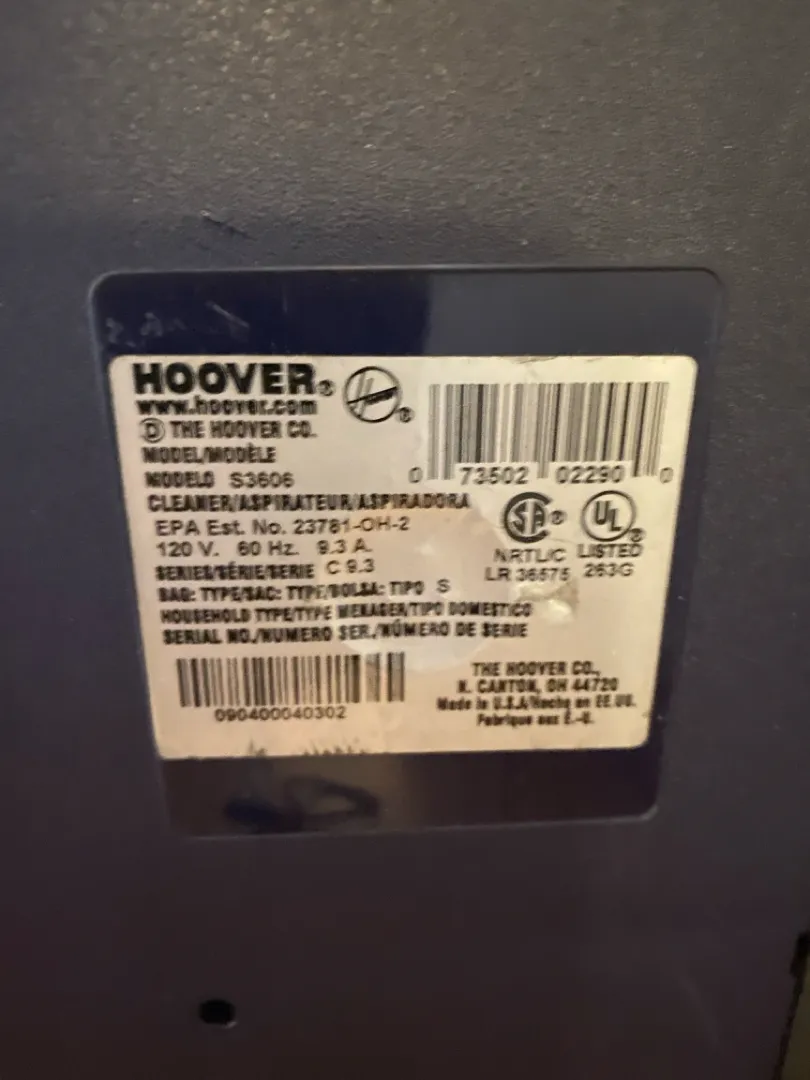 HOOVER®
www.hoover.com
Ⓓ THE HOOVER CO.
MODEL/MODÈLE
MODELO S3606
0 73502 02290 0
CLEANER/ASPIRATEUR/ASPIRADORA
EPA Est. No. 23781-OH-2
120 V. 60 Hz. 9.3 A.
SERIES/SÉRIE/SERIE C 9.3
BAG: TYPE/SAC: TYPE/BOLSA: TIPO S
HOUSEHOLD TYPE/TYPE MENAGER/TIPO DOMESTICO
SERIAL NO./NUMERO SER./NÚMERO DE SERIE
SA®
NRTL/C
LR 36575
UL®
LISTED
263G
090400040302
THE HOOVER CO.,
N. CANTON, OH 44720
Made in U.S.A/Hecho en EE.UU.
Fabrique aux É.-U.